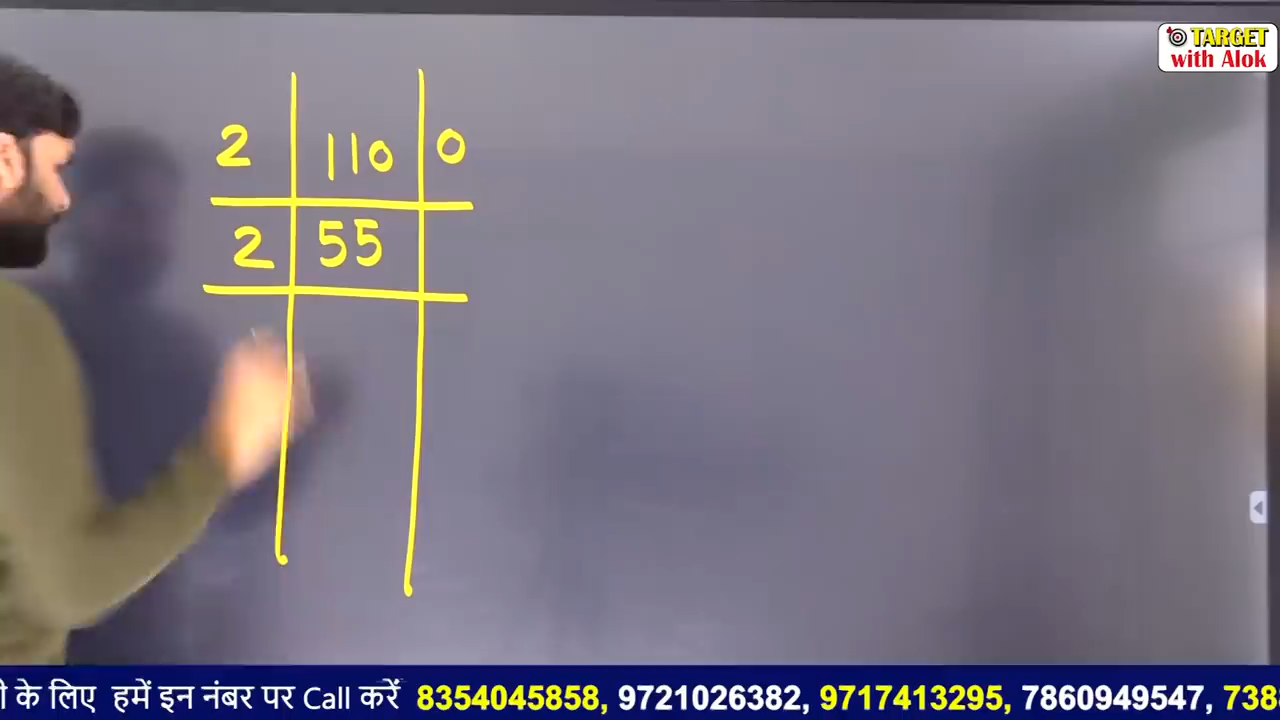 TARGET
with Alok
2 110 0
2 55
के लिए हमें इन नंबर पर Call करें 8354045858, 9721026382, 9717413295, 7860949547,